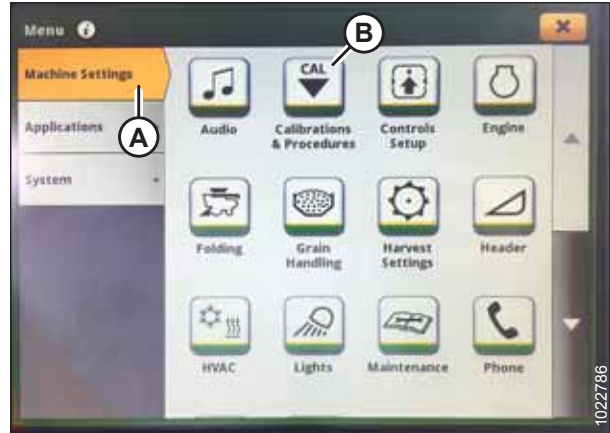 Menu i
B
Machine Settings
CAL
Applications
A
Audio
Calibrations
& Procedures
Controls
Setup
Engine
System
Folding
Grain
Handling
Harvest
Settings
Header
HVAC
Lights
Maintenance
Phone
1022786